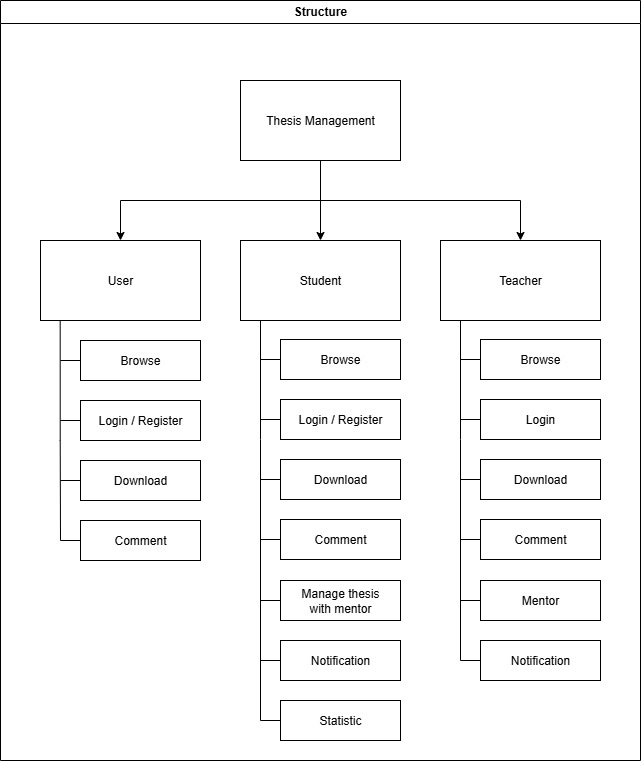 Structure
Thesis Management
User
Student
Teacher
Browse
Login / Register
Download
Comment
Browse
Login / Register
Download
Comment
Manage thesis
with mentor
Notification
Statistic
Browse
Login
Download
Comment
Mentor
Notification